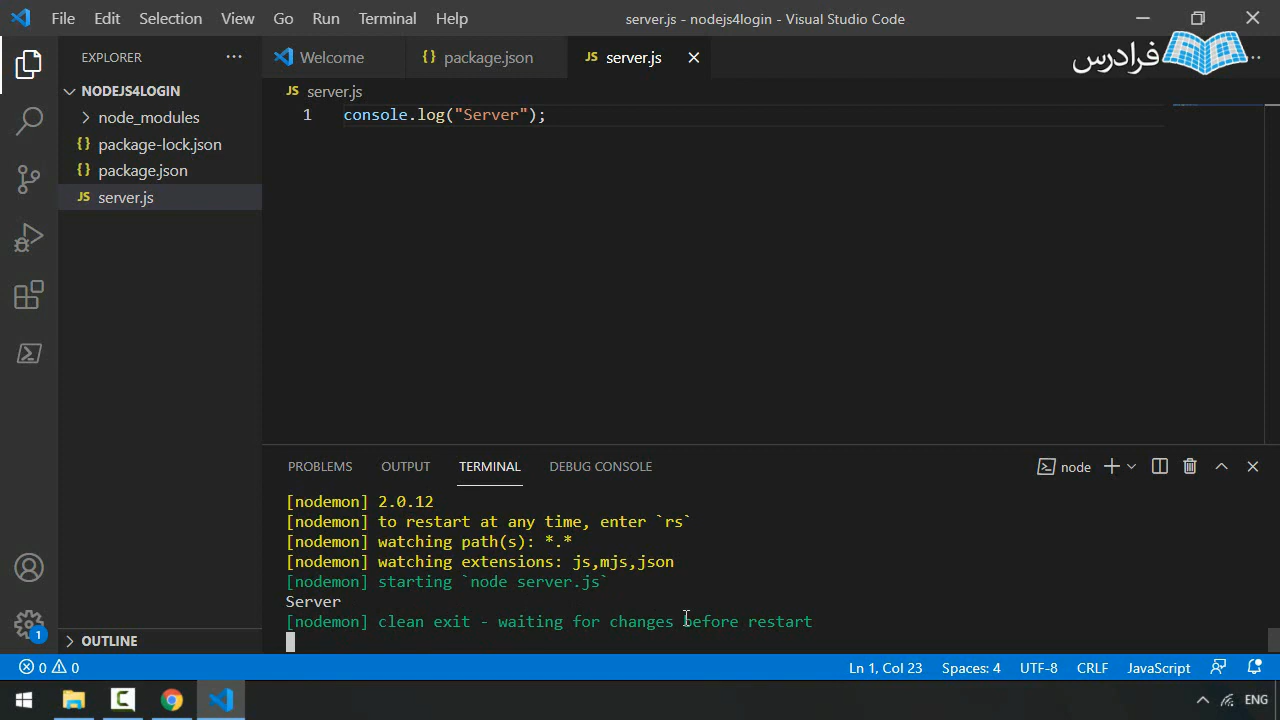 File Edit Selection View Go Run Terminal Help server.js - nodejs4login - Visual Studio Code
EXPLORER
Welcome package.json JS server.js
فرادرس
NODEJS4LOGIN
node_modules
{} package-lock.json
{} package.json
JS server.js
JS server.js
1 console.log("Server");
PROBLEMS OUTPUT TERMINAL DEBUG CONSOLE node
[nodemon] 2.0.12
[nodemon] to restart at any time, enter `rs`
[nodemon] watching path(s): *.*
[nodemon] watching extensions: js,mjs,json
[nodemon] starting `node server.js`
Server
[nodemon] clean exit - waiting for changes before restart
1
OUTLINE
0 0 Ln 1, Col 23 Spaces: 4 UTF-8 CRLF JavaScript
ENG